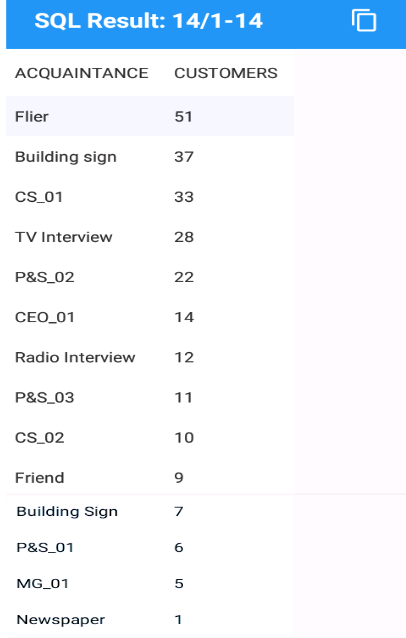 SQL Result: 14/1-14
ACQUAINTANCE CUSTOMERS
Flier 51
Building sign 37
CS_01 33
TV Interview 28
P&S_02 22
CEO_01 14
Radio Interview 12
P&S_03 11
CS_02 10
Friend 9
Building Sign 7
P&S_01 6
MG_01 5
Newspaper 1